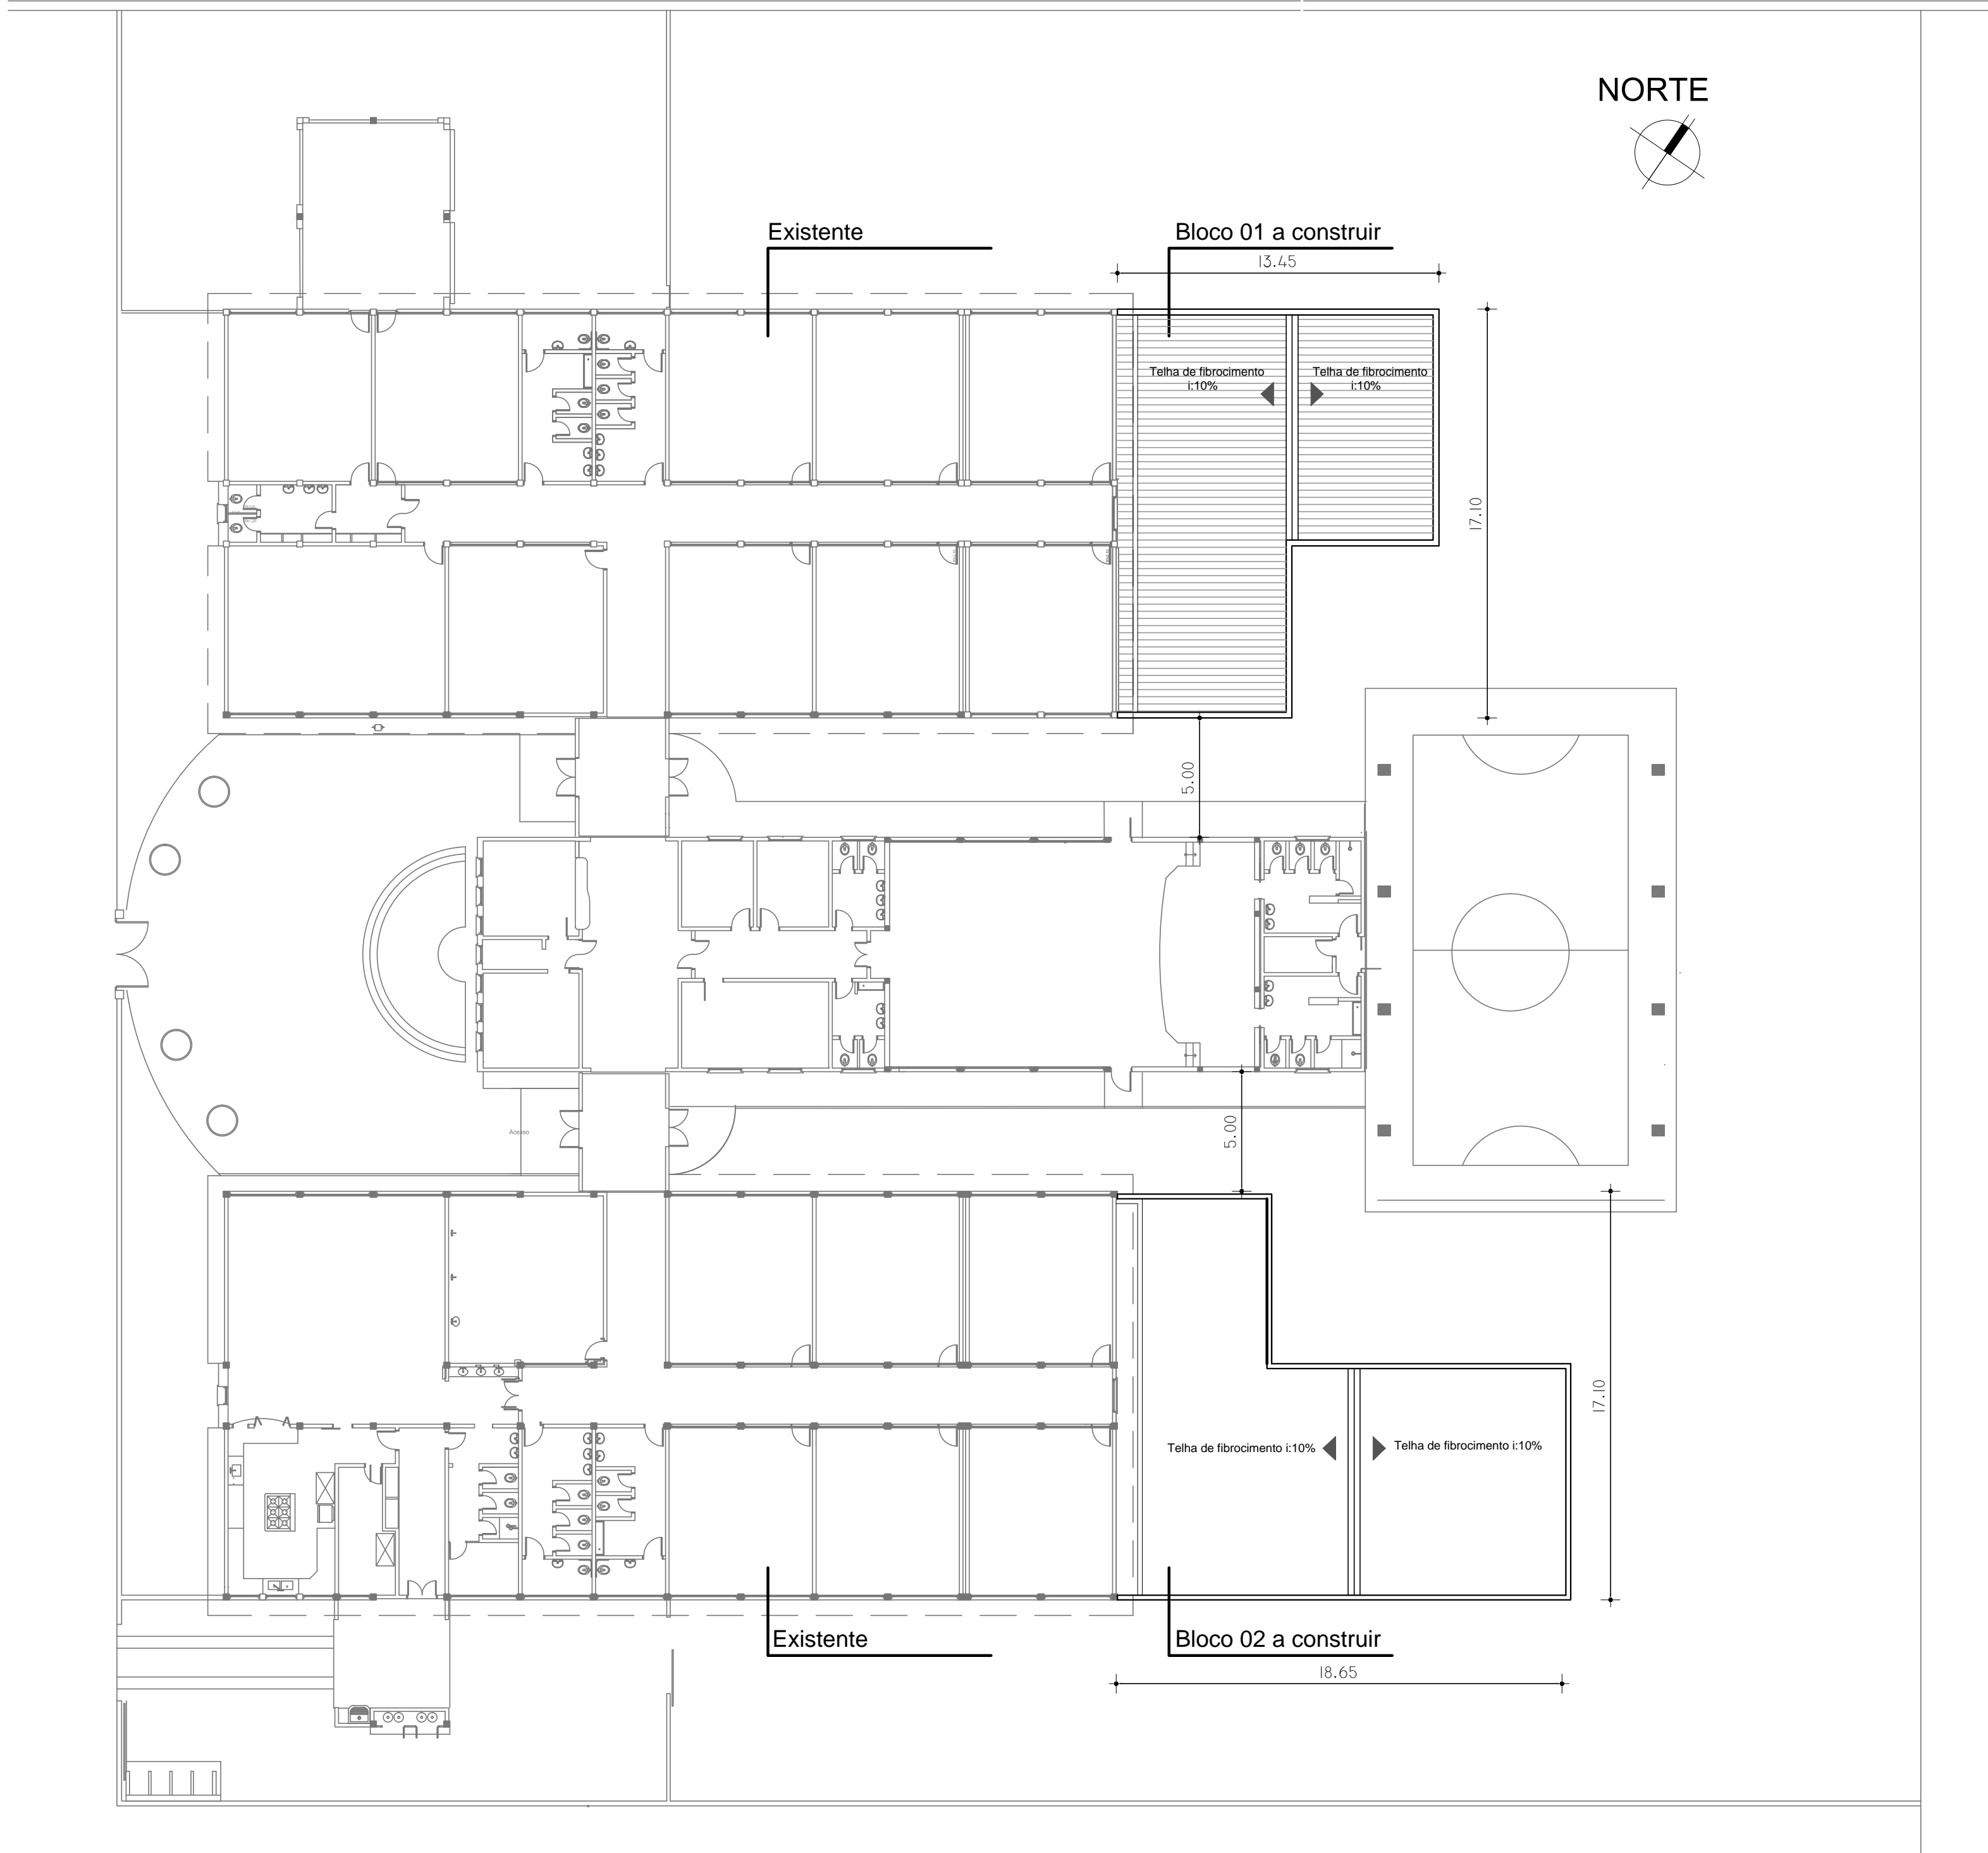 NORTE
Existente
Bloco 01 a construir
13.45
Telha de fibrocimento
i:10%
Telha de fibrocimento
i:10%
17.10
5.00
Acesso
5.00
17.10
Telha de fibrocimento i:10%
Telha de fibrocimento i:10%
Existente
Bloco 02 a construir
18.65